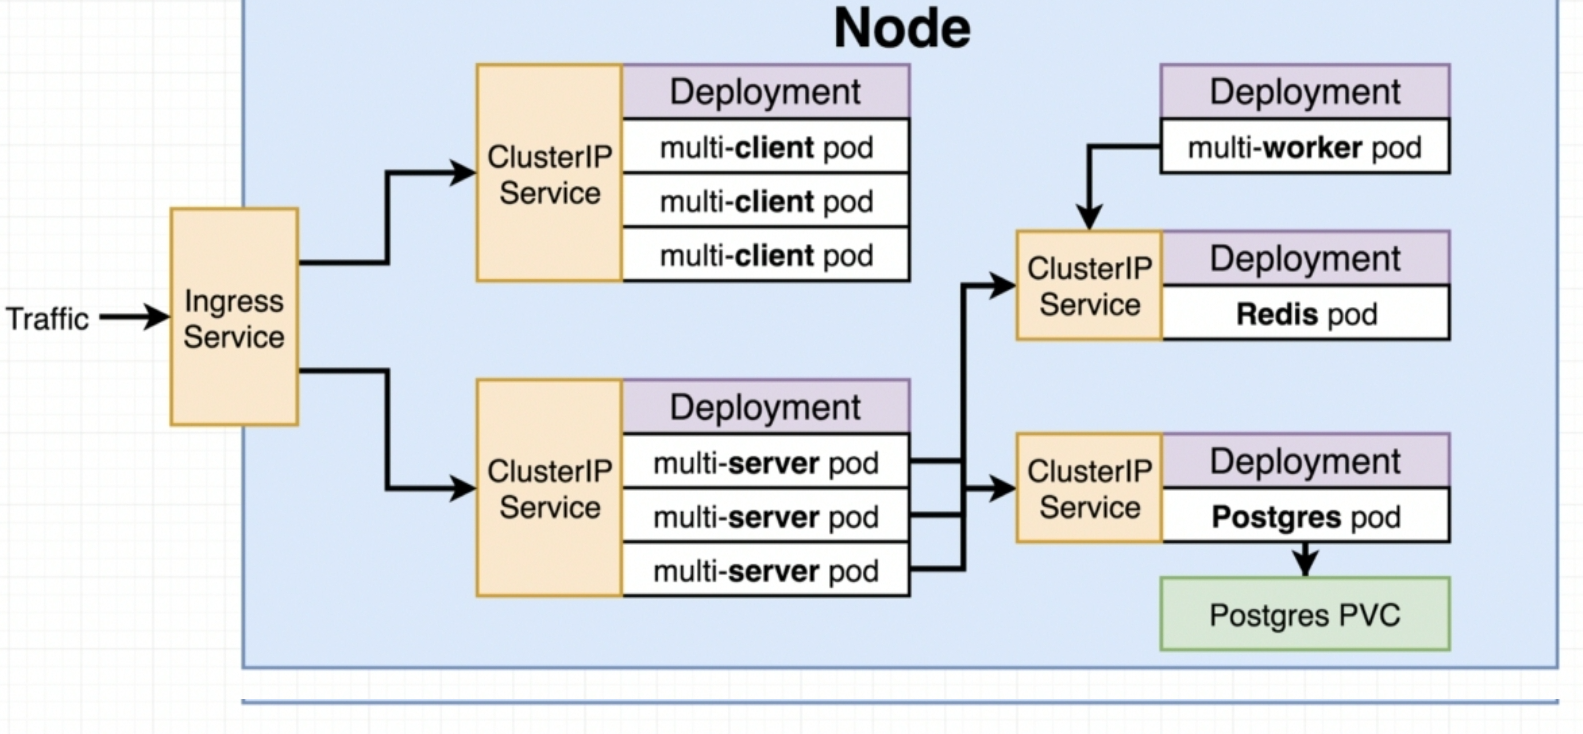 Node
Traffic
Ingress
Service
ClusterIP
Service
Deployment
multi-client pod
multi-client pod
multi-client pod
ClusterIP
Service
Deployment
multi-server pod
multi-server pod
multi-server pod
Deployment
multi-worker pod
ClusterIP
Service
Deployment
Redis pod
ClusterIP
Service
Deployment
Postgres pod
Postgres PVC